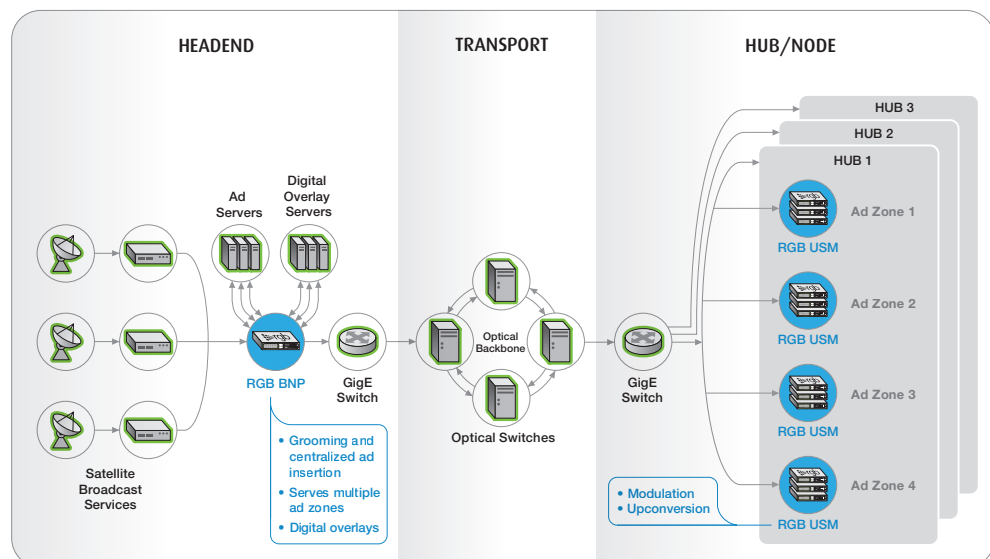 HEADEND
TRANSPORT
HUB/NODE
HUB 3
HUB 2
HUB 1
Ad
Servers
Digital
Overlay
Servers
RGB BNP
GigE
Switch
Satellite
Broadcast
Services
• Grooming and
centralized ad
insertion
• Serves multiple
ad zones
• Digital overlays
Optical
Backbone
Optical Switches
GigE
Switch
Ad Zone 1
RGB USM
Ad Zone 2
RGB USM
Ad Zone 3
RGB USM
Ad Zone 4
RGB USM
• Modulation
• Upconversion